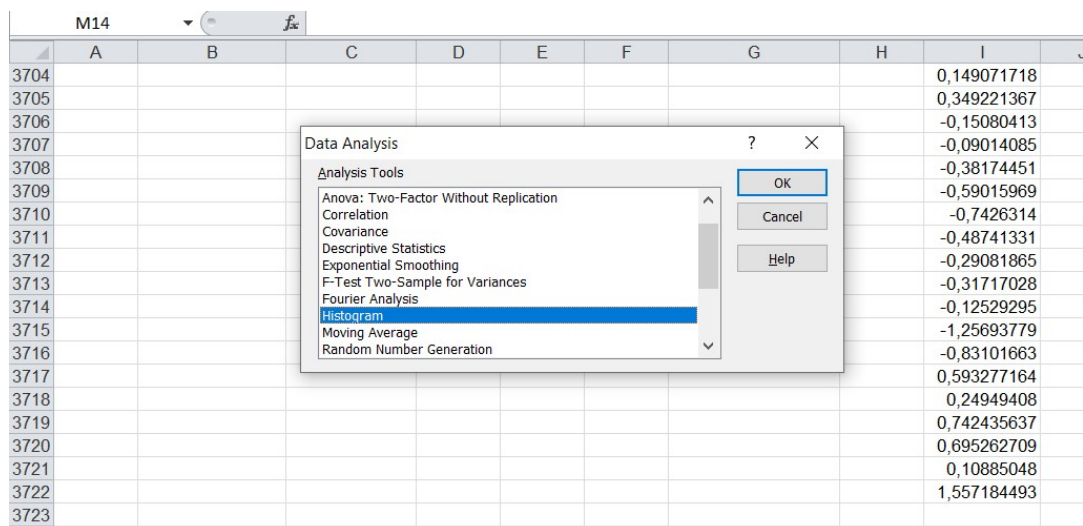 M14 fx
A B C D E F G H I J
3704 0,149071718
3705 0,349221367
3706 -0,15080413
3707 Data Analysis ? × -0,09014085
3708 Analysis Tools -0,38174451
OK
3709 Anova: Two-Factor Without Replication -0,59015969
3710 Correlation Cancel -0,7426314
3711 Covariance -0,48741331
Descriptive Statistics
3712 Exponential Smoothing Help -0,29081865
3713 F-Test Two-Sample for Variances -0,31717028
Fourier Analysis
3714 Histogram -0,12529295
3715 Moving Average -1,25693779
3716 Random Number Generation -0,83101663
3717 0,593277164
3718 0,24949408
3719 0,742435637
3720 0,695262709
3721 0,10885048
3722 1,557184493
3723